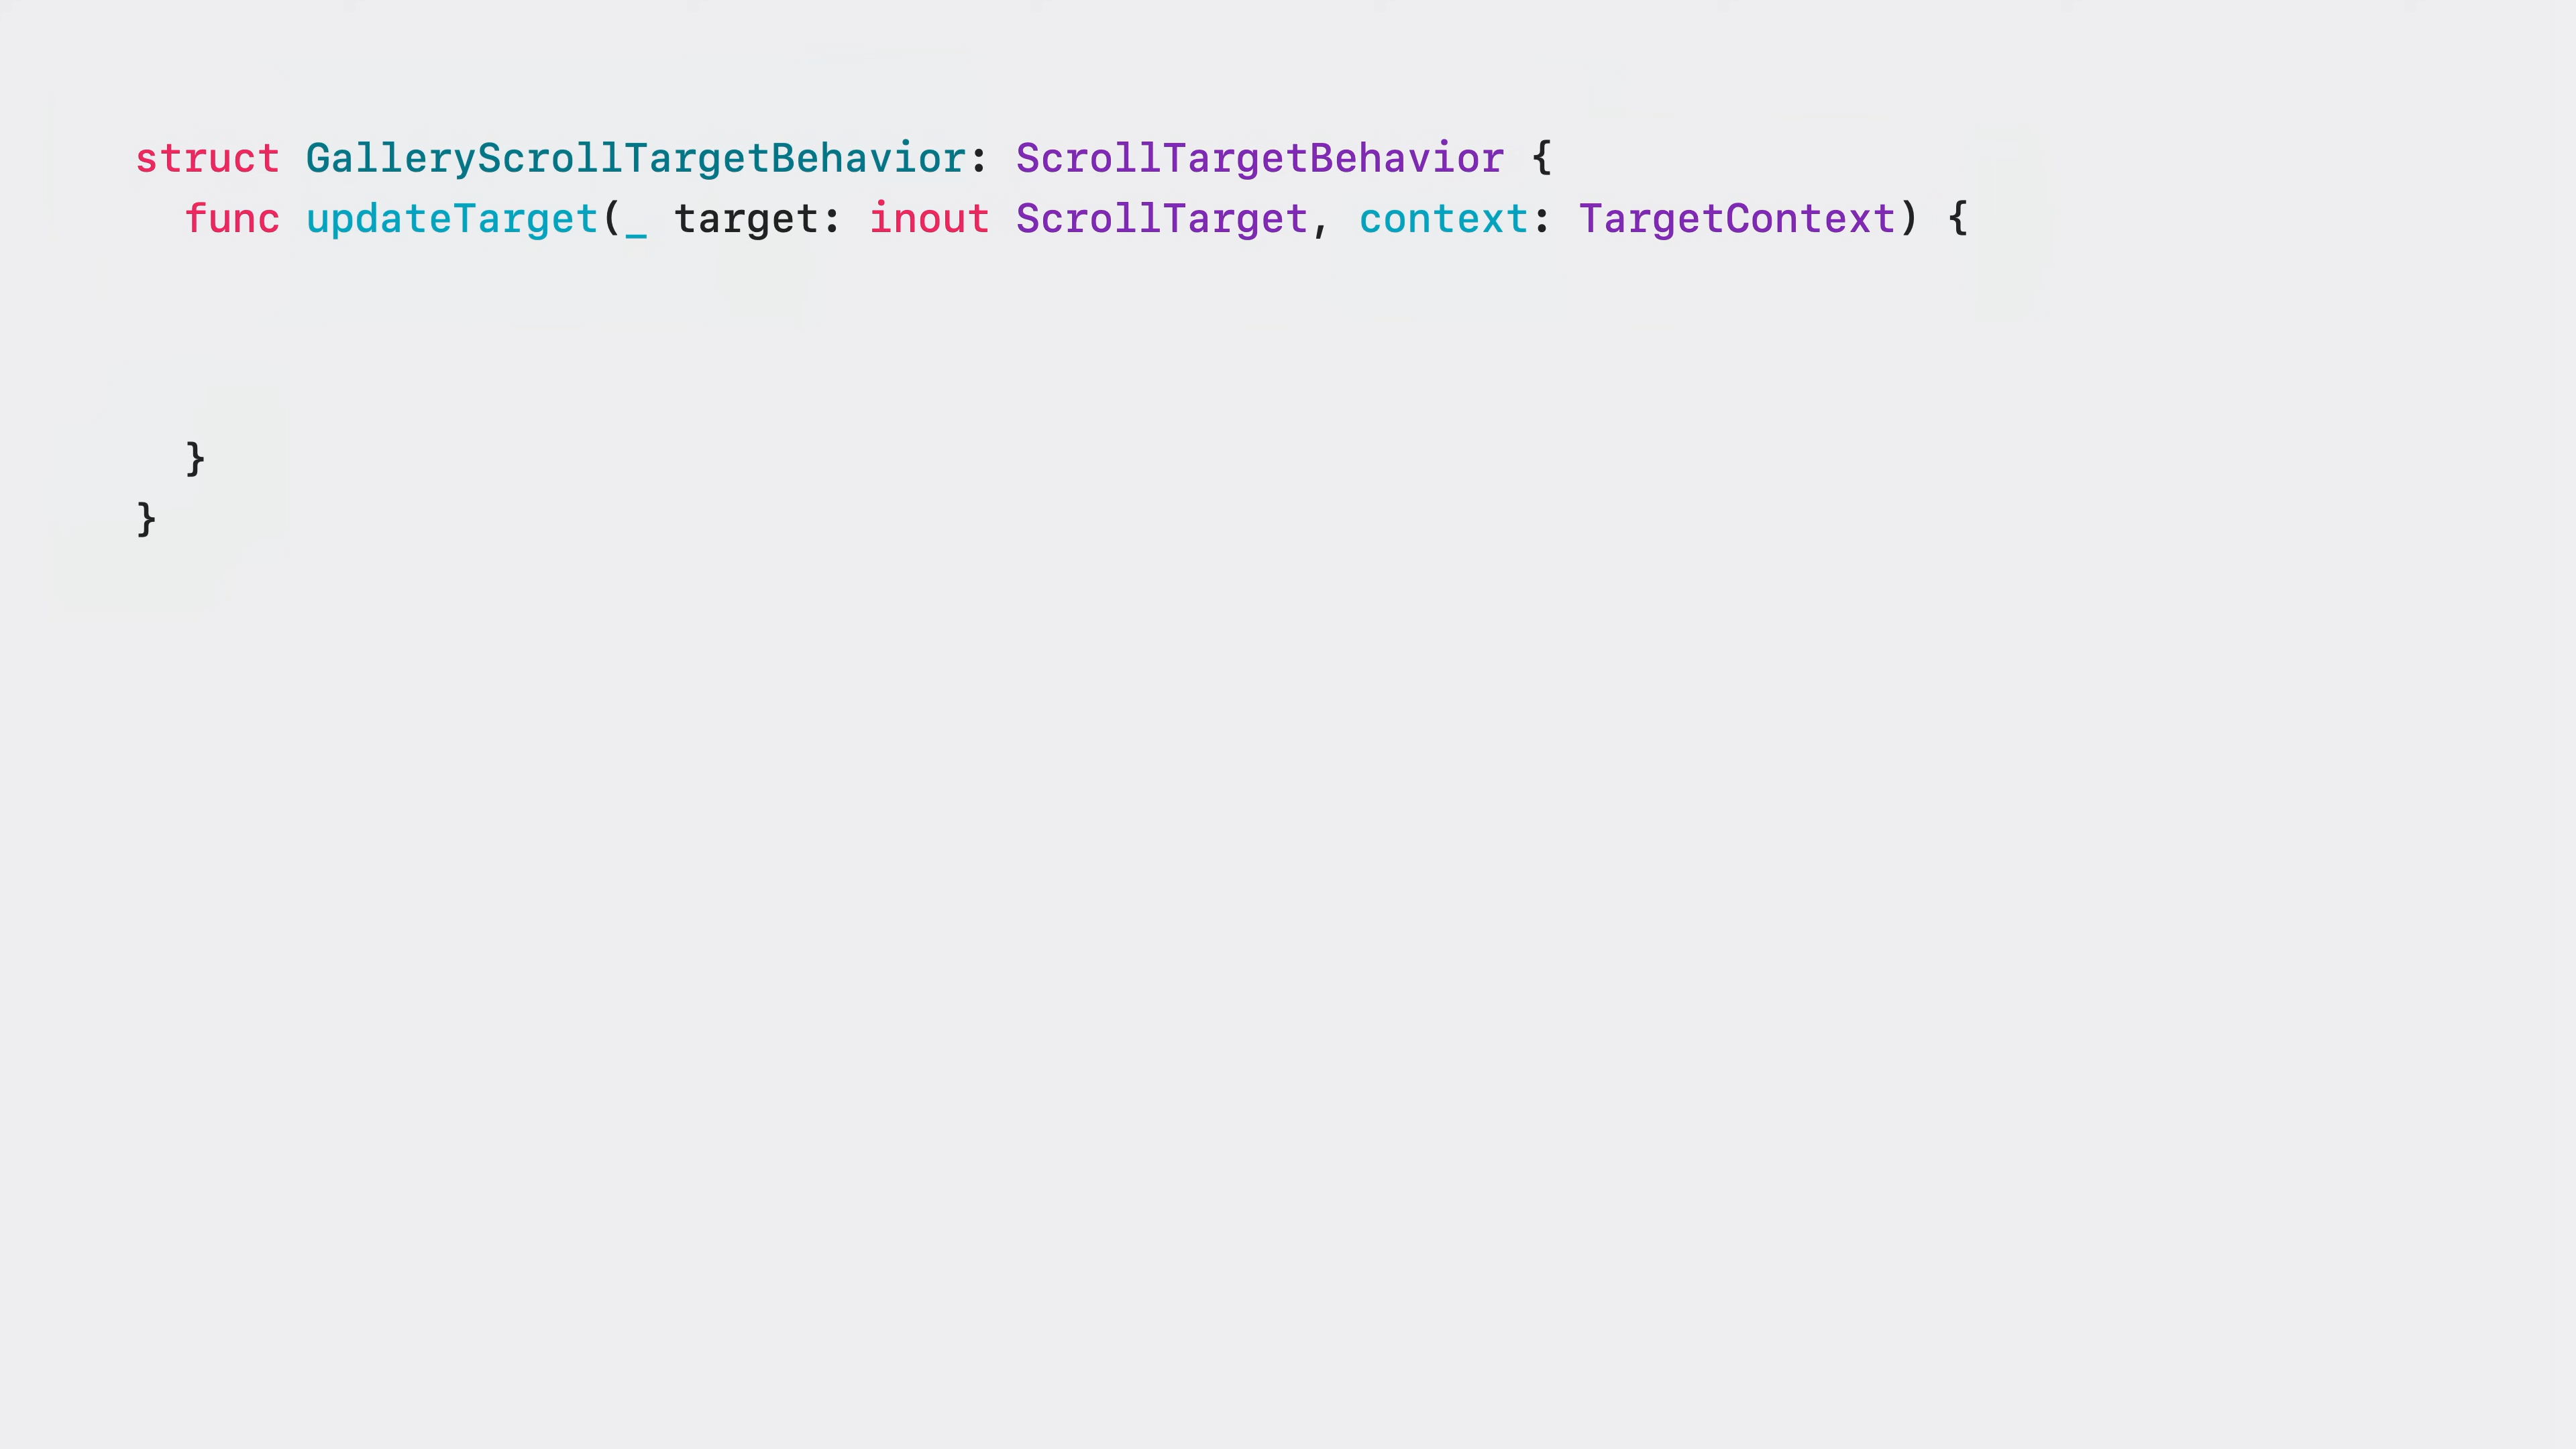 struct GalleryScrollTargetBehavior: ScrollTargetBehavior {
func updateTarget(_ target: inout ScrollTarget, context: TargetContext) {
}
}